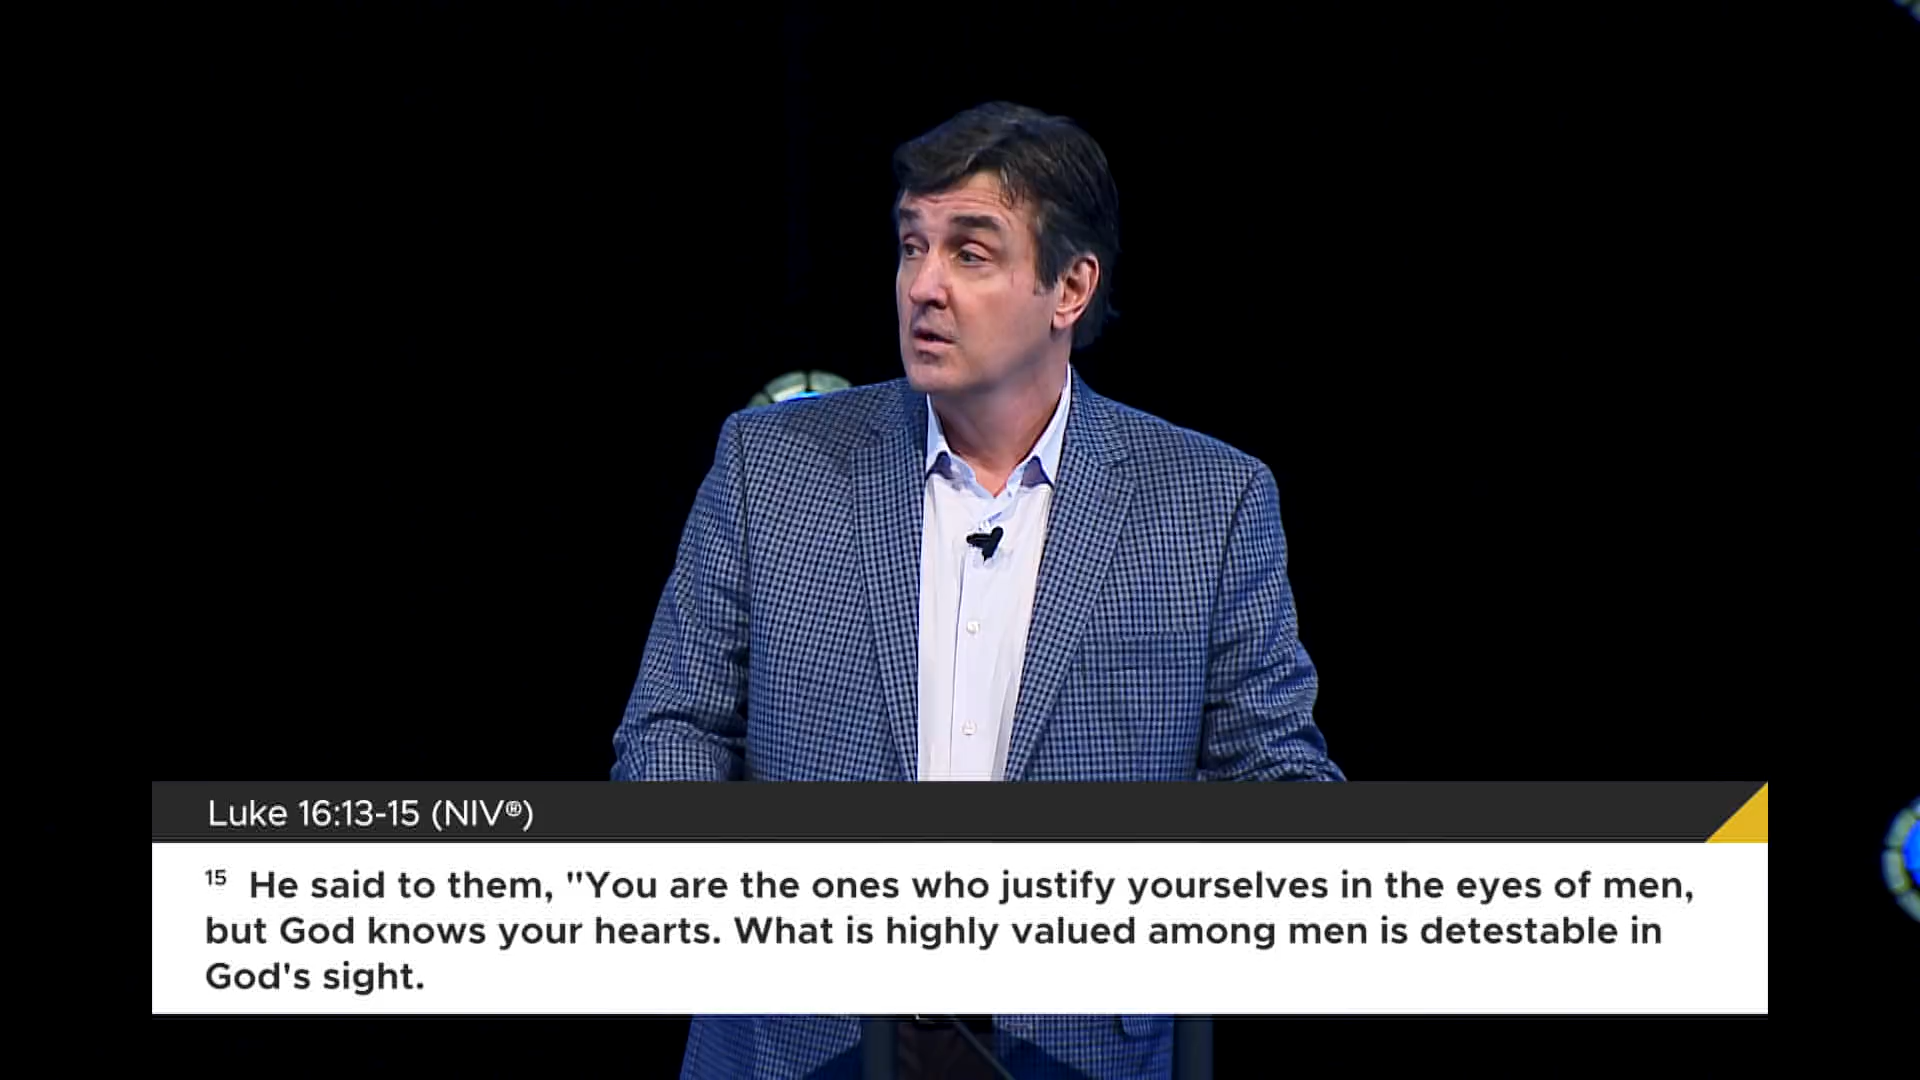 Luke 16:13-15 (NIV®)
15 He said to them, "You are the ones who justify yourselves in the eyes of men,
but God knows your hearts. What is highly valued among men is detestable in
God's sight.